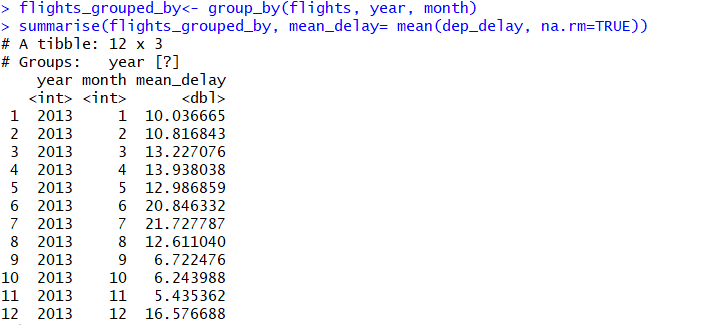 > flights_grouped_by<- group_by(flights, year, month)
> summarise(flights_grouped_by, mean_delay= mean(dep_delay, na.rm=TRUE))
# A tibble: 12 x 3
# Groups:   year [?]
    year month mean_delay
   <int> <int>      <dbl>
 1  2013     1  10.036665
 2  2013     2  10.816843
 3  2013     3  13.227076
 4  2013     4  13.938038
 5  2013     5  12.986859
 6  2013     6  20.846332
 7  2013     7  21.727787
 8  2013     8  12.611040
 9  2013     9   6.722476
10  2013    10   6.243988
11  2013    11   5.435362
12  2013    12  16.576688